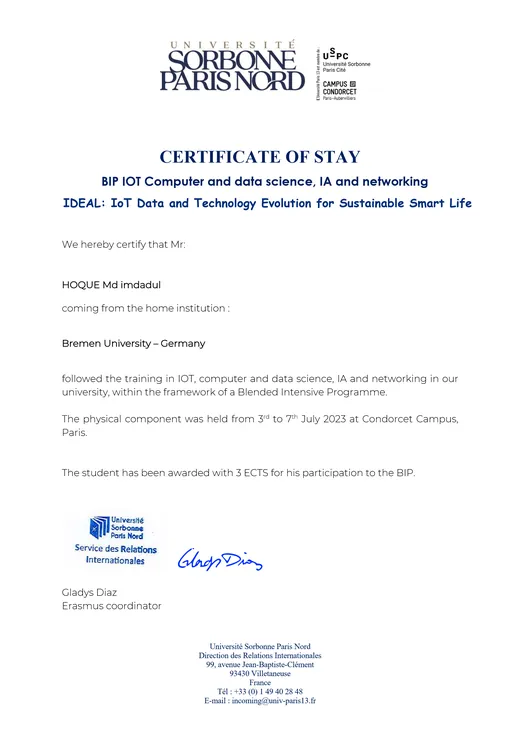 UNIVERSITÉ
SORBONNE
PARIS NORD
U S PC
Université Sorbonne
Paris Cité
CAMPUS
CONDORCET
Paris-Aubervilliers
CERTIFICATE OF STAY
BIP IOT Computer and data science, IA and networking
IDEAL: IoT Data and Technology Evolution for Sustainable Smart Life
We hereby certify that Mr:
HOQUE Md imdadul
coming from the home institution :
Bremen University – Germany
followed the training in IOT, computer and data science, IA and networking in our
university, within the framework of a Blended Intensive Programme.
The physical component was held from 3rd to 7th July 2023 at Condorcet Campus,
Paris.
The student has been awarded with 3 ECTS for his participation to the BIP.
Université
Sorbonne
Paris Nord
Service des Relations
Internationales
Gladys Diaz
Gladys Diaz
Erasmus coordinator
Université Sorbonne Paris Nord
Direction des Relations Internationales
99, avenue Jean-Baptiste-Clément
93430 Villetaneuse
France
Tél : +33 (0) 1 49 40 28 48
E-mail : incoming@univ-paris13.fr